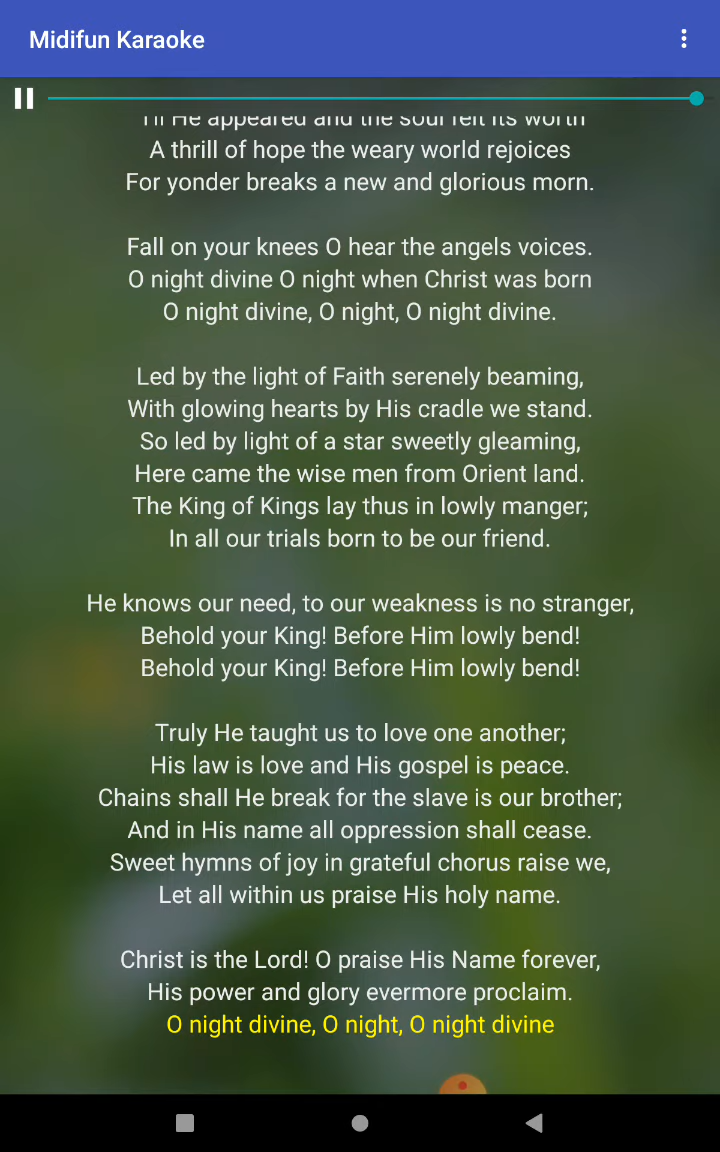 Midifun Karaoke
He appeared and the soul felt its worth
A thrill of hope the weary world rejoices
For yonder breaks a new and glorious morn.
Fall on your knees O hear the angels voices.
O night divine O night when Christ was born
O night divine, O night, O night divine.
Led by the light of Faith serenely beaming,
With glowing hearts by His cradle we stand.
So led by light of a star sweetly gleaming,
Here came the wise men from Orient land.
The King of Kings lay thus in lowly manger;
In all our trials born to be our friend.
He knows our need, to our weakness is no stranger,
Behold your King! Before Him lowly bend!
Behold your King! Before Him lowly bend!
Truly He taught us to love one another;
His law is love and His gospel is peace.
Chains shall He break for the slave is our brother;
And in His name all oppression shall cease.
Sweet hymns of joy in grateful chorus raise we,
Let all within us praise His holy name.
Christ is the Lord! O praise His Name forever,
His power and glory evermore proclaim.
O night divine, O night, O night divine